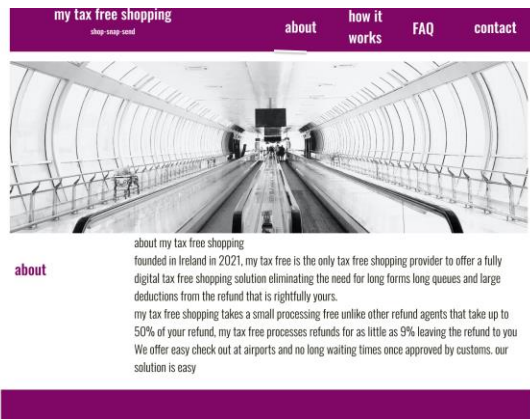 my tax free shopping
shop-snap-send
about
how it
works
FAQ
contact
about
about my tax free shopping
founded in Ireland in 2021, my tax free is the only tax free shopping provider to offer a fully
digital tax free shopping solution eliminating the need for long forms long queues and large
deductions from the refund that is rightfully yours.
my tax free shopping takes a small processing free unlike other refund agents that take up to
50% of your refund, my tax free processes refunds for as little as 9% leaving the refund to you
We offer easy check out at airports and no long waiting times once approved by customs. our
solution is easy